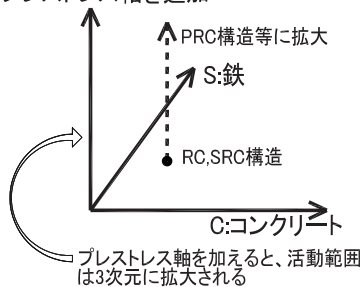 PRC構造等に拡大
S:鉄
RC,SRC構造
C:コンクリート
プレストレス軸を加えると、活動範囲
は3次元に拡大される